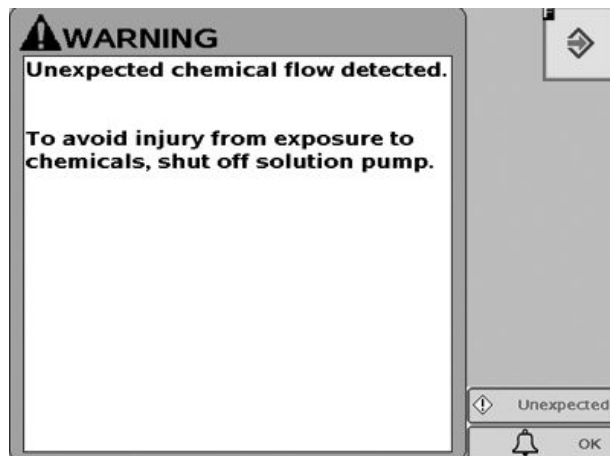 WARNING
Unexpected chemical flow detected.
To avoid injury from exposure to
chemicals, shut off solution pump.
F
Unexpected
OK